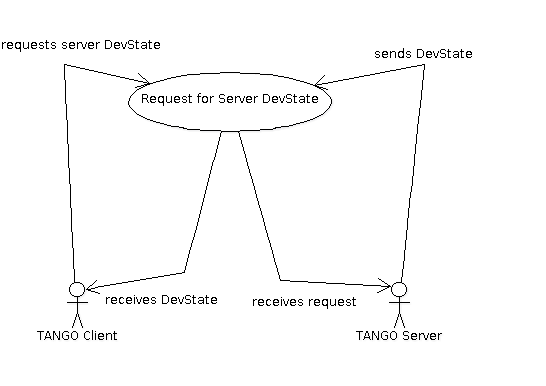 requests server DevState
sends DevState
Request for Server DevState
receives DevState
receives request
TANGO Client
TANGO Server